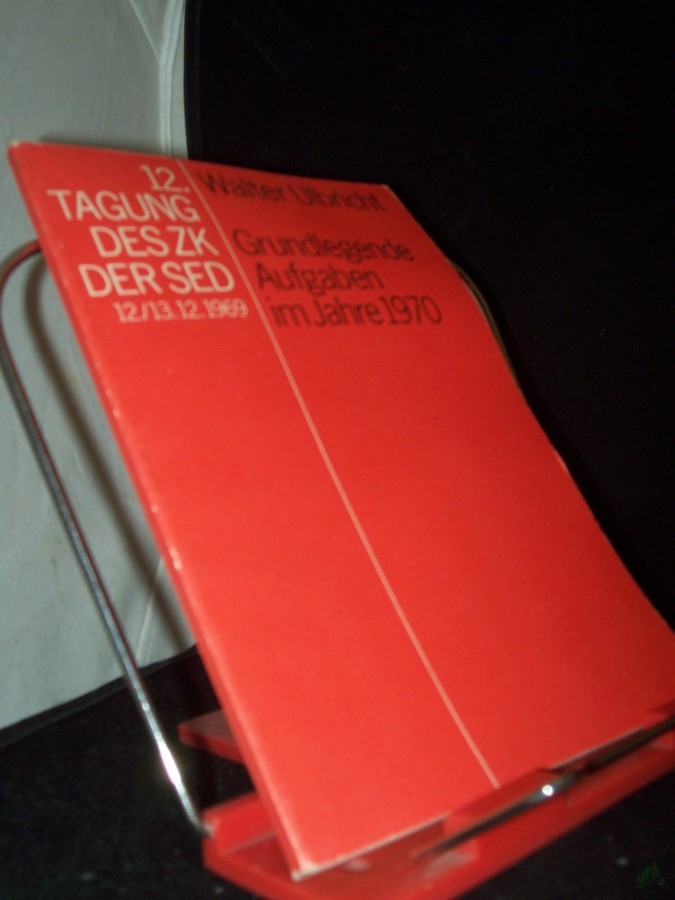 12.
TAGUNG
DES ZK
DER SED
12./13.12.1969
Walter Ulbricht
Grundlegende
Aufgaben
im Jahre 1970